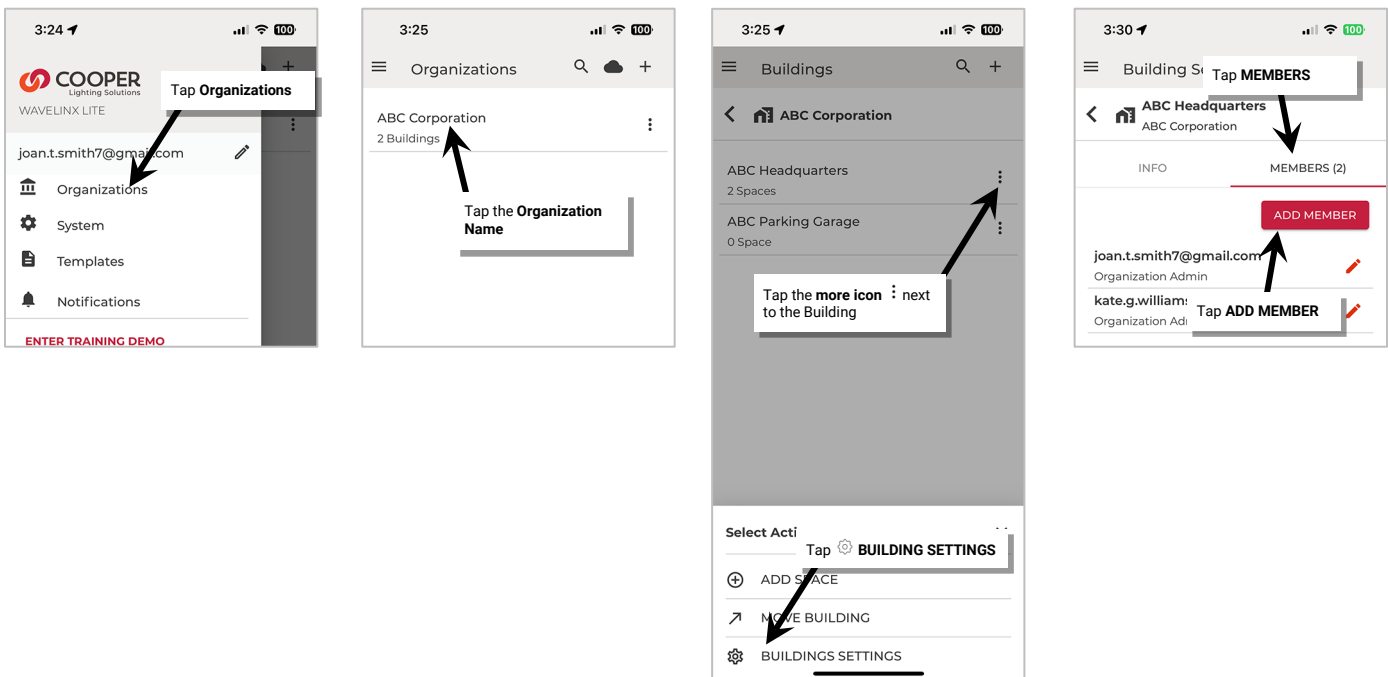 3:24
100
COOPER
Lighting Solutions
WAVELINX LITE
Tap Organizations
joan.t.smith7@gmail.com
Organizations
System
Templates
Notifications
ENTER TRAINING DEMO
3:25
100
Organizations
ABC Corporation
2 Buildings
Tap the Organization
Name
3:25
100
Buildings
ABC Corporation
ABC Headquarters
2 Spaces
ABC Parking Garage
0 Space
Tap the more icon next
to the Building
Select Acti
Tap BUILDING SETTINGS
ADD SPACE
MOVE BUILDING
BUILDINGS SETTINGS
3:30
100
Building Se
Tap MEMBERS
ABC Headquarters
ABC Corporation
INFO
MEMBERS (2)
ADD MEMBER
joan.t.smith7@gmail.com
Organization Admin
kate.g.williams
Organization Ad
Tap ADD MEMBER